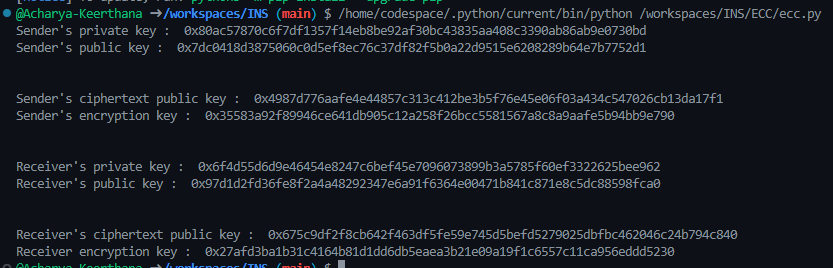 @Acharya-Keerthana →/workspaces/INS (main) $ /home/codespace/.python/current/bin/python /workspaces/INS/ECC/ecc.py
Sender's private key : 0x80ac57870c6f7df1357f14eb8be92af30bc43835aa408c3390ab86ab9e0730bd
Sender's public key : 0x7dc0418d3875060c0d5ef8ec76c37df82f5b0a22d9515e6208289b64e7b7752d1
Sender's ciphertext public key : 0x4987d776aafe4e44857c313c412be3b5f76e45e06f03a434c547026cb13da17f1
Sender's encryption key : 0x35583a92f89946ce641db905c12a258f26bcc5581567a8c8a9aafe5b94bb9e790
Receiver's private key : 0x6f4d55d6d9e46454e8247c6bef45e7096073899b3a5785f60ef3322625bee962
Receiver's public key : 0x97d1d2fd36fe8f2a4a48292347e6a91f6364e00471b841c871e8c5dc88598fca0
Receiver's ciphertext public key : 0x675c9df2f8cb642f463df5fe59e745d5befd5279025dbfbc462046c24b794c840
Receiver encryption key : 0x27afd3ba1b31c4164b81d1dd6db5eaea3b21e09a19f1c6557c11ca956eddd5230
@Acharya-Keerthana →/workspaces/INS (main) $